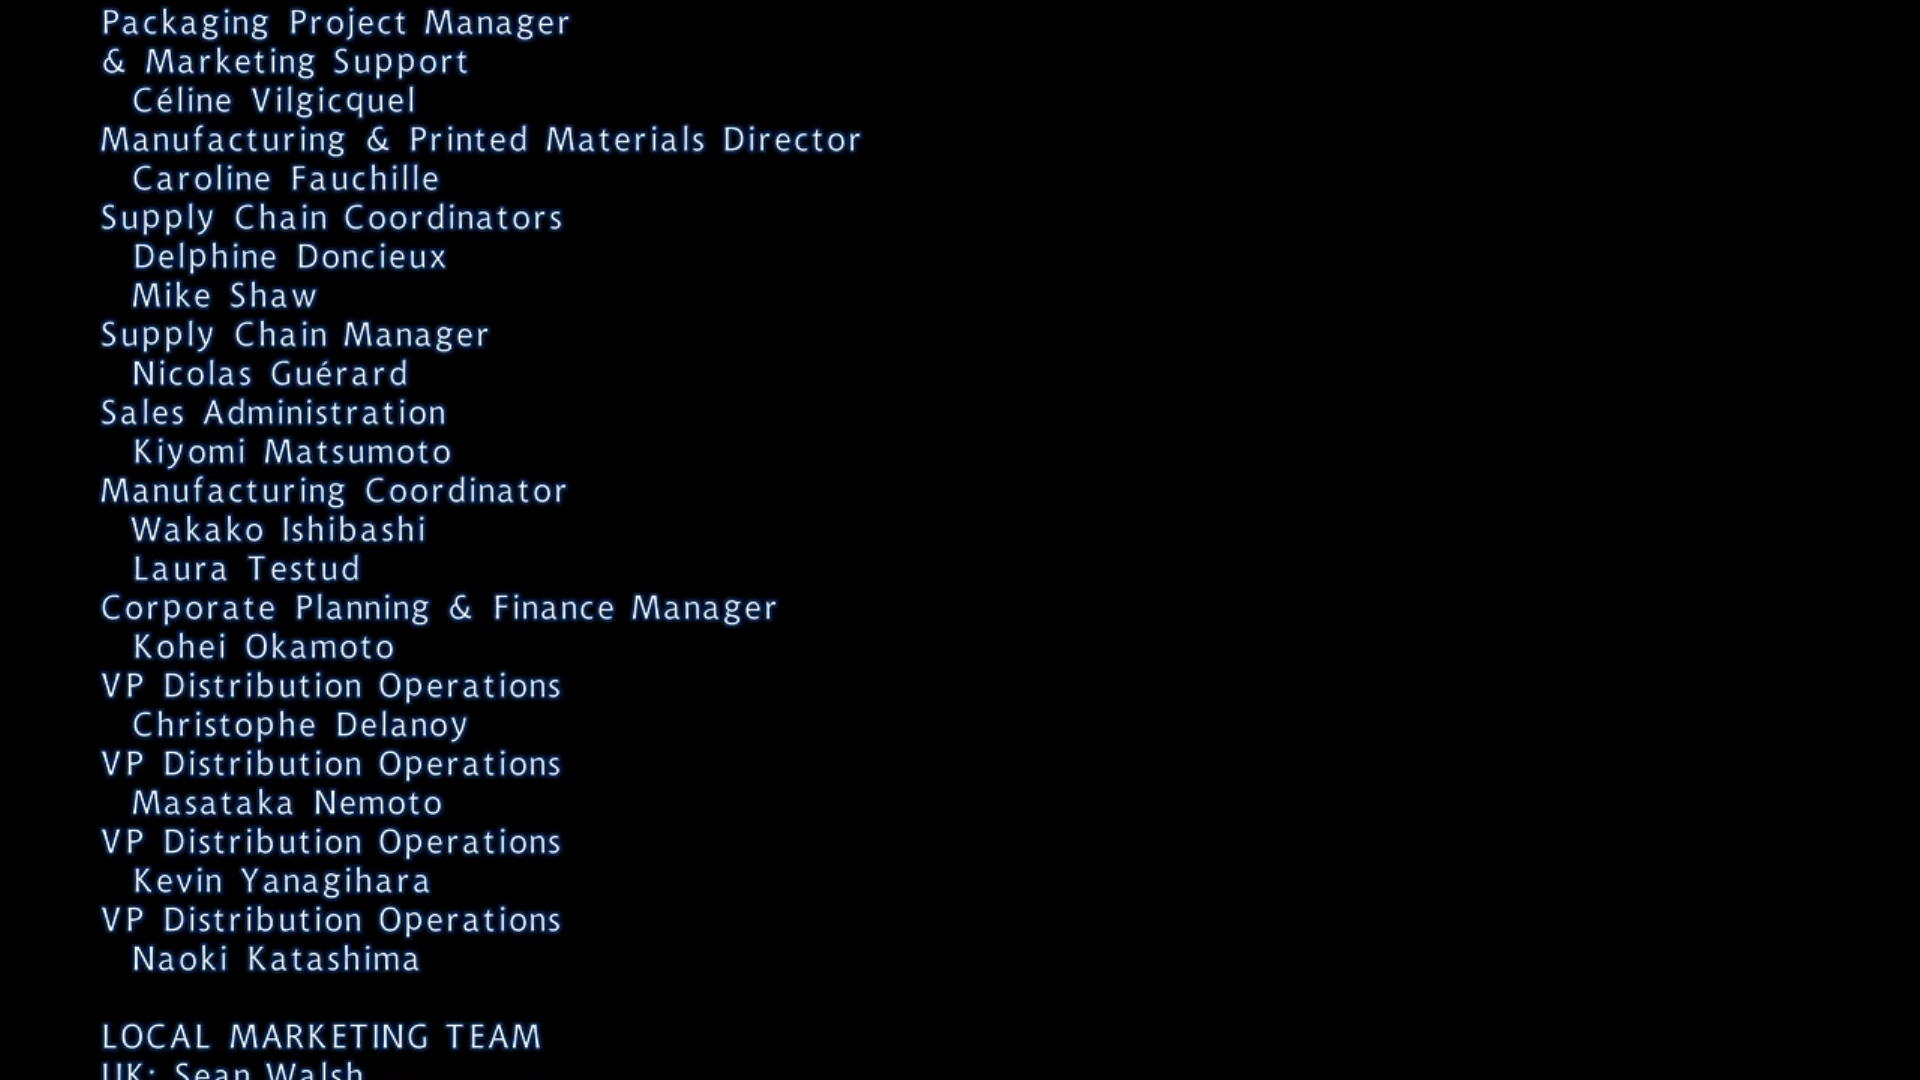 Packaging Project Manager
& Marketing Support
Céline Vilgicquel
Manufacturing & Printed Materials Director
Caroline Fauchille
Supply Chain Coordinators
Delphine Doncieux
Mike Shaw
Supply Chain Manager
Nicolas Guérard
Sales Administration
Kiyomi Matsumoto
Manufacturing Coordinator
Wakako Ishibashi
Laura Testud
Corporate Planning & Finance Manager
Kohei Okamoto
VP Distribution Operations
Christophe Delanoy
VP Distribution Operations
Masataka Nemoto
VP Distribution Operations
Kevin Yanagihara
VP Distribution Operations
Naoki Katashima
LOCAL MARKETING TEAM
UK: Sean Walsh